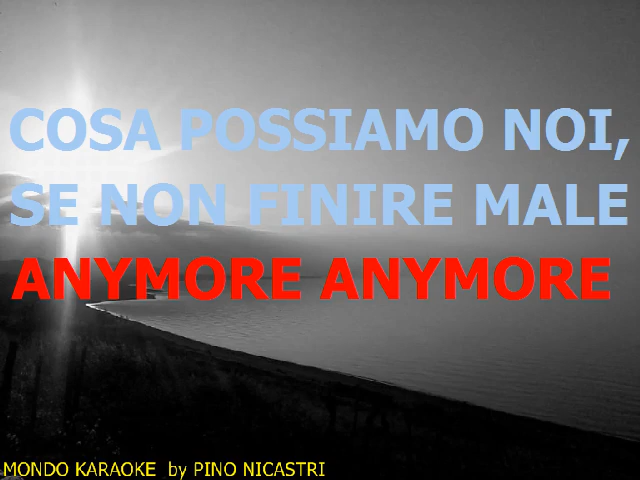 COSA POSSIAMO NOI,
SE NON FINIRE MALE
ANYMORE ANYMORE
MONDO KARAOKE by PINO NICASTRI